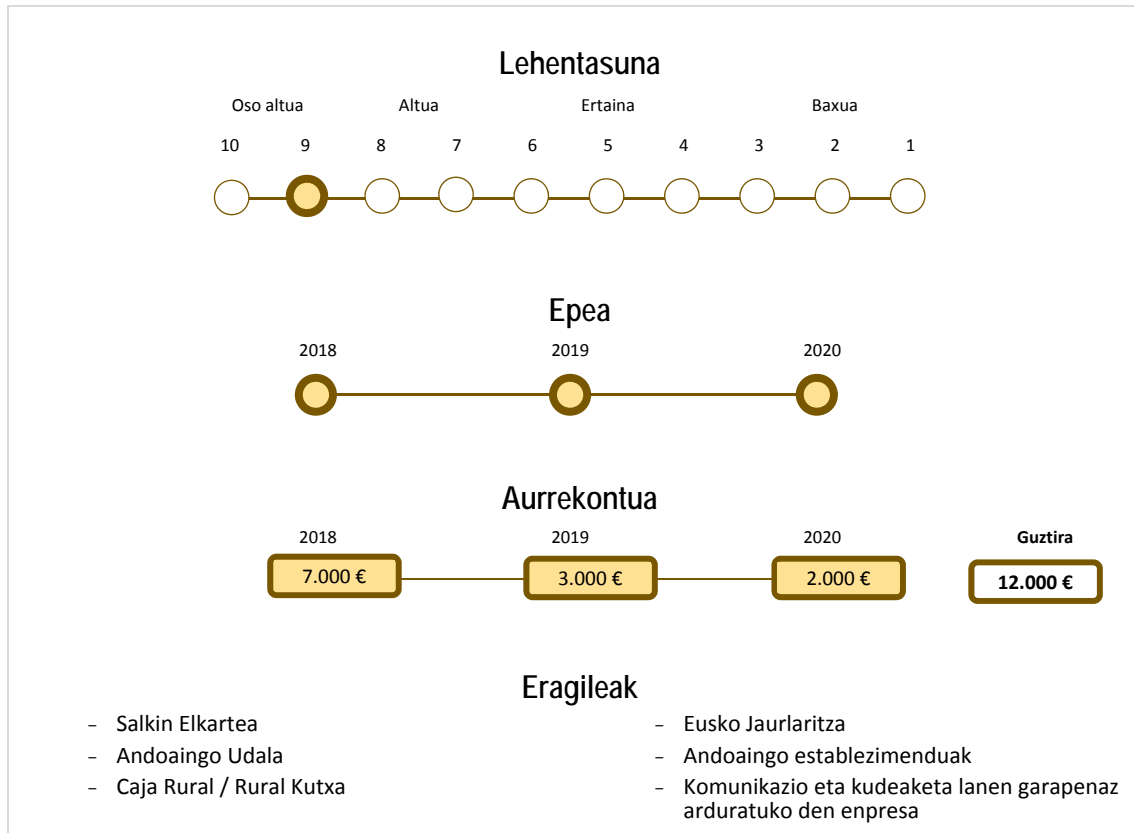 Lehentasuna
Oso altua Altua Ertaina Baxua
10 9 8 7 6 5 4 3 2 1
Epea
2018 2019 2020
Aurrekontua
2018 2019 2020 Guztira
7.000 € 3.000 € 2.000 € 12.000 €
Eragileak
– Salkin Elkartea
– Andoaingo Udala
– Caja Rural / Rural Kutxa
– Eusko Jaurlaritza
– Andoaingo establezimenduak
– Komunikazio eta kudeaketa lanen garapenaz
arduratuko den enpresa